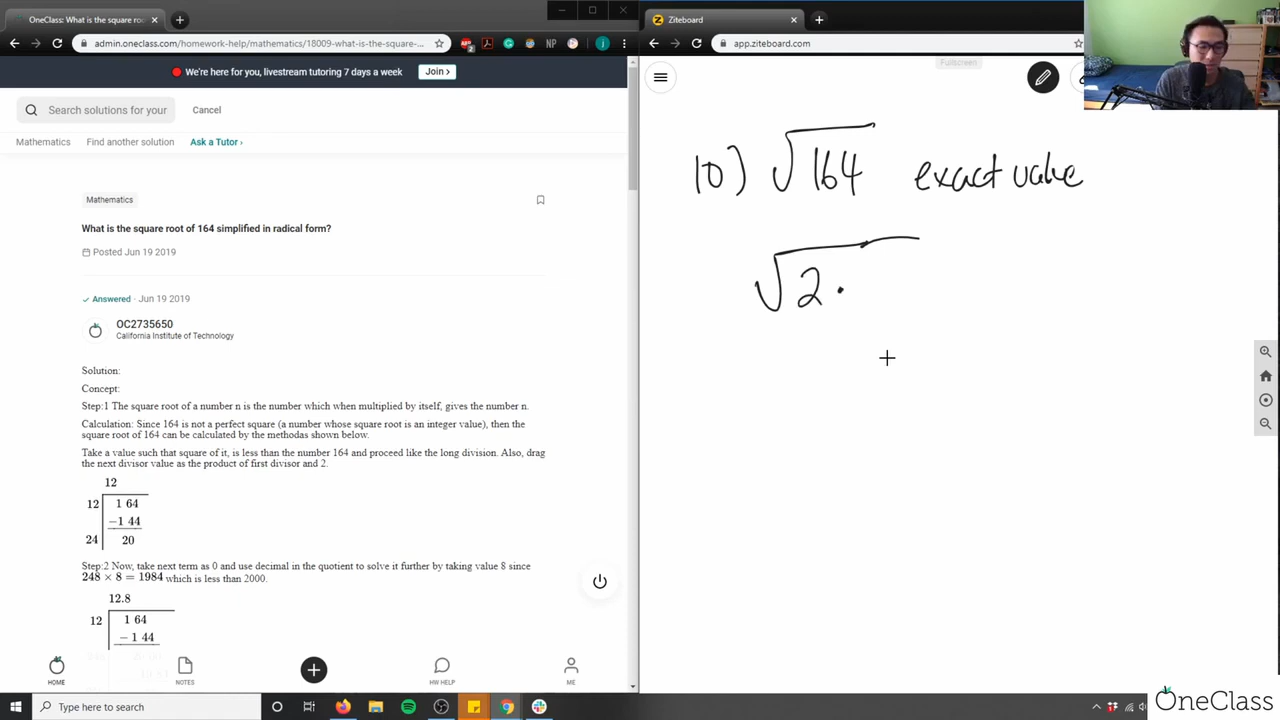 OneClass: What is the square roo
admin.oneclass.com/homework-help/mathematics/18009-what-is-the-square-...
We're here for you, livestream tutoring 7 days a week
Join ›
Search solutions for your
Cancel
Mathematics
Find another solution
Ask a Tutor ›
Mathematics
What is the square root of 164 simplified in radical form?
Posted Jun 19 2019
Answered · Jun 19 2019
OC2735650
California Institute of Technology
Solution:
Concept:
Step:1 The square root of a number n is the number which when multiplied by itself, gives the number n.
Calculation: Since 164 is not a perfect square (a number whose square root is an integer value), then the
square root of 164 can be calculated by the methodas shown below.
Take a value such that square of it, is less than the number 164 and proceed like the long division. Also, drag
the next divisor value as the product of first divisor and 2.
12
12 1 64
−1 44
24 20
Step:2 Now, take next term as 0 and use decimal in the quotient to solve it further by taking value 8 since
248 × 8 = 1984 which is less than 2000.
12.8
12 1 64
− 1 44
HOME
NOTES
HW HELP
ME
Type here to search
Ziteboard
app.ziteboard.com
Fullscreen
10) √164 exact value
√2 ·
OneClass